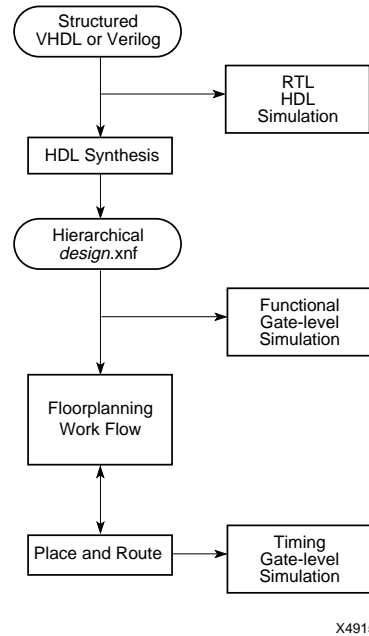 Structured
VHDL or Verilog
RTL
HDL
Simulation
HDL Synthesis
Hierarchical
design.xnf
Functional
Gate-level
Simulation
Floorplanning
Work Flow
Place and Route
Timing
Gate-level
Simulation